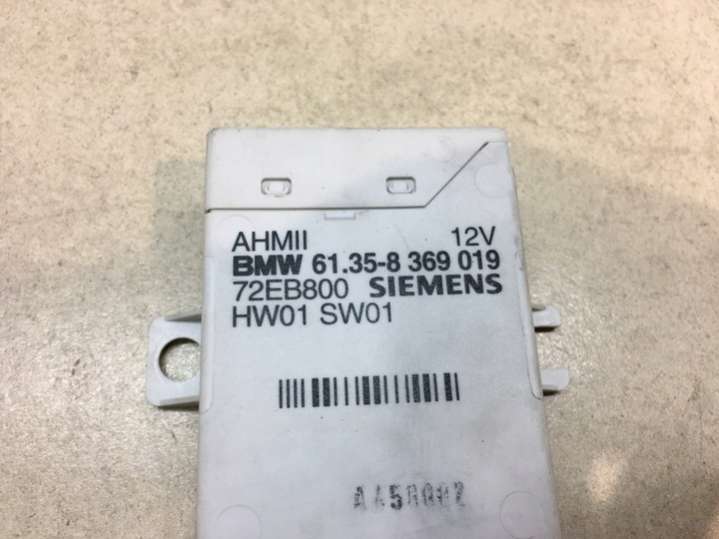 AHMII 12V
BMW 61.35-8 369 019
72EB800 SIEMENS
HW01 SW01